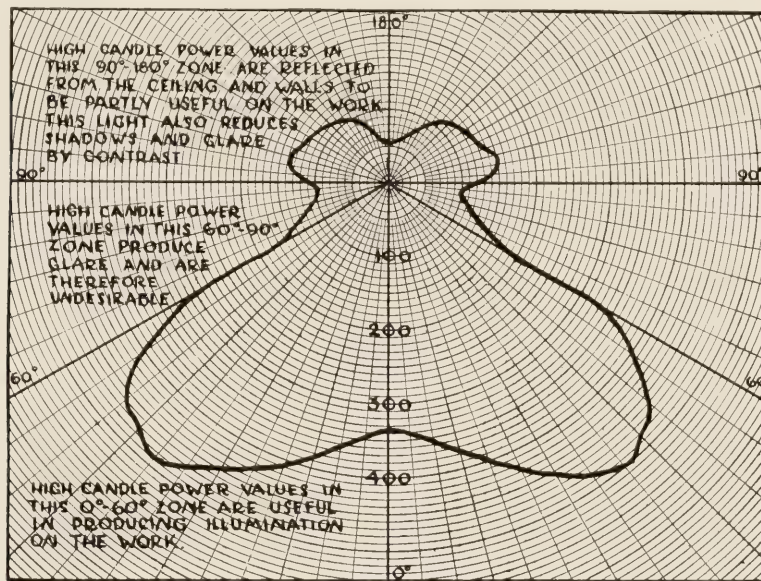 180°
HIGH CANDLE POWER VALUES IN
THIS 90°-180° ZONE ARE REFLECTED
FROM THE CEILING AND WALLS TO
BE PARTLY USEFUL ON THE WORK
THIS LIGHT ALSO REDUCES
SHADOWS AND GLARE
BY CONTRAST
90°
90°
HIGH CANDLE POWER
VALUES IN THIS 60°-90°
ZONE PRODUCE
GLARE AND ARE
THEREFORE
UNDESIRABLE
100
200
60°
60
300
400
HIGH CANDLE POWER VALUES IN
THIS 0°-60° ZONE ARE USEFUL
IN PRODUCING ILLUMINATION
ON THE WORK.
0°